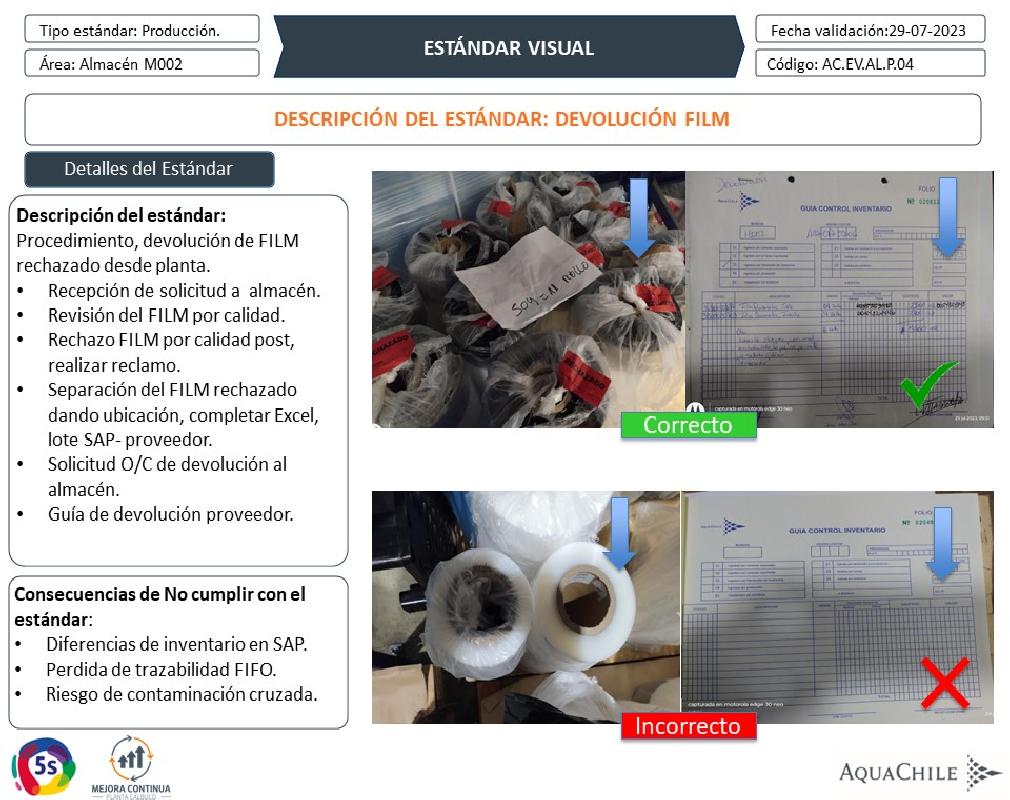 Tipo estándar: Producción.
Área: Almacén M002
ESTÁNDAR VISUAL
Fecha validación:29-07-2023
Código: AC.EV.AL.P.04
DESCRIPCIÓN DEL ESTÁNDAR: DEVOLUCIÓN FILM
Detalles del Estándar
Descripción del estándar:
Procedimiento, devolución de FILM
rechazado desde planta.
• Recepción de solicitud a almacén.
• Revisión del FILM por calidad.
• Rechazo FILM por calidad post,
realizar reclamo.
• Separación del FILM rechazado
dando ubicación, completar Excel,
lote SAP- proveedor.
• Solicitud O/C de devolución al
almacén.
• Guía de devolución proveedor.
Consecuencias de No cumplir con el
estándar:
• Diferencias de inventario en SAP.
• Perdida de trazabilidad FIFO.
• Riesgo de contaminación cruzada.
RECHAZADO
AQUACHILE
FOLIO
GUIA CONTROL INVENTARIO
capturada en motorola edge 30 neo
Correcto
AQUACHILE
FOLIO
GUIA CONTROL INVENTARIO
TOTAL
capturada en motorola edge 30 neo
Incorrecto
5s
MEJORA CONTINUA
PLANTA CALBUCO
AQUACHILE